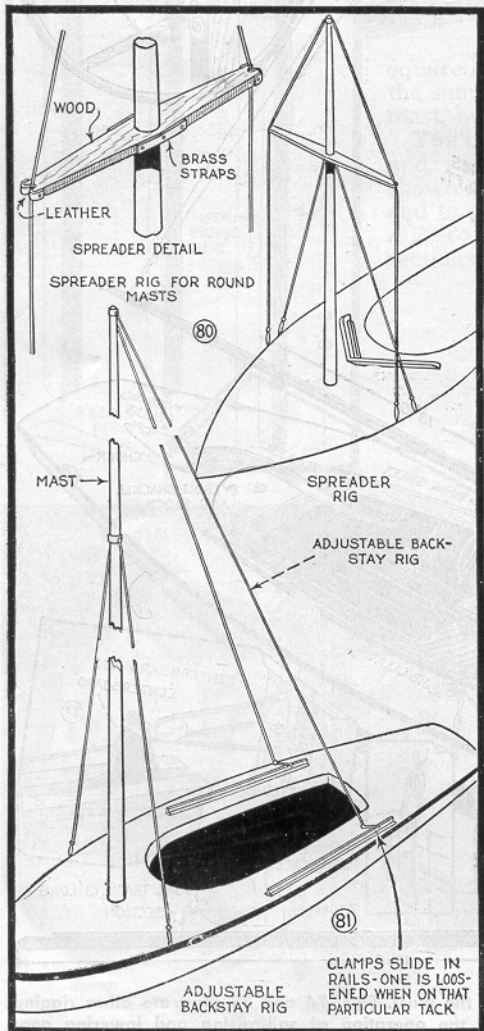 WOOD
BRASS
STRAPS
LEATHER
SPREADER DETAIL
SPREADER RIG FOR ROUND
MASTS
80
SPREADER
RIG
MAST
ADJUSTABLE BACK-
STAY RIG
81
CLAMPS SLIDE IN
RAILS-ONE IS LOOS-
ENED WHEN ON THAT
PARTICULAR TACK
ADJUSTABLE
BACKSTAY RIG